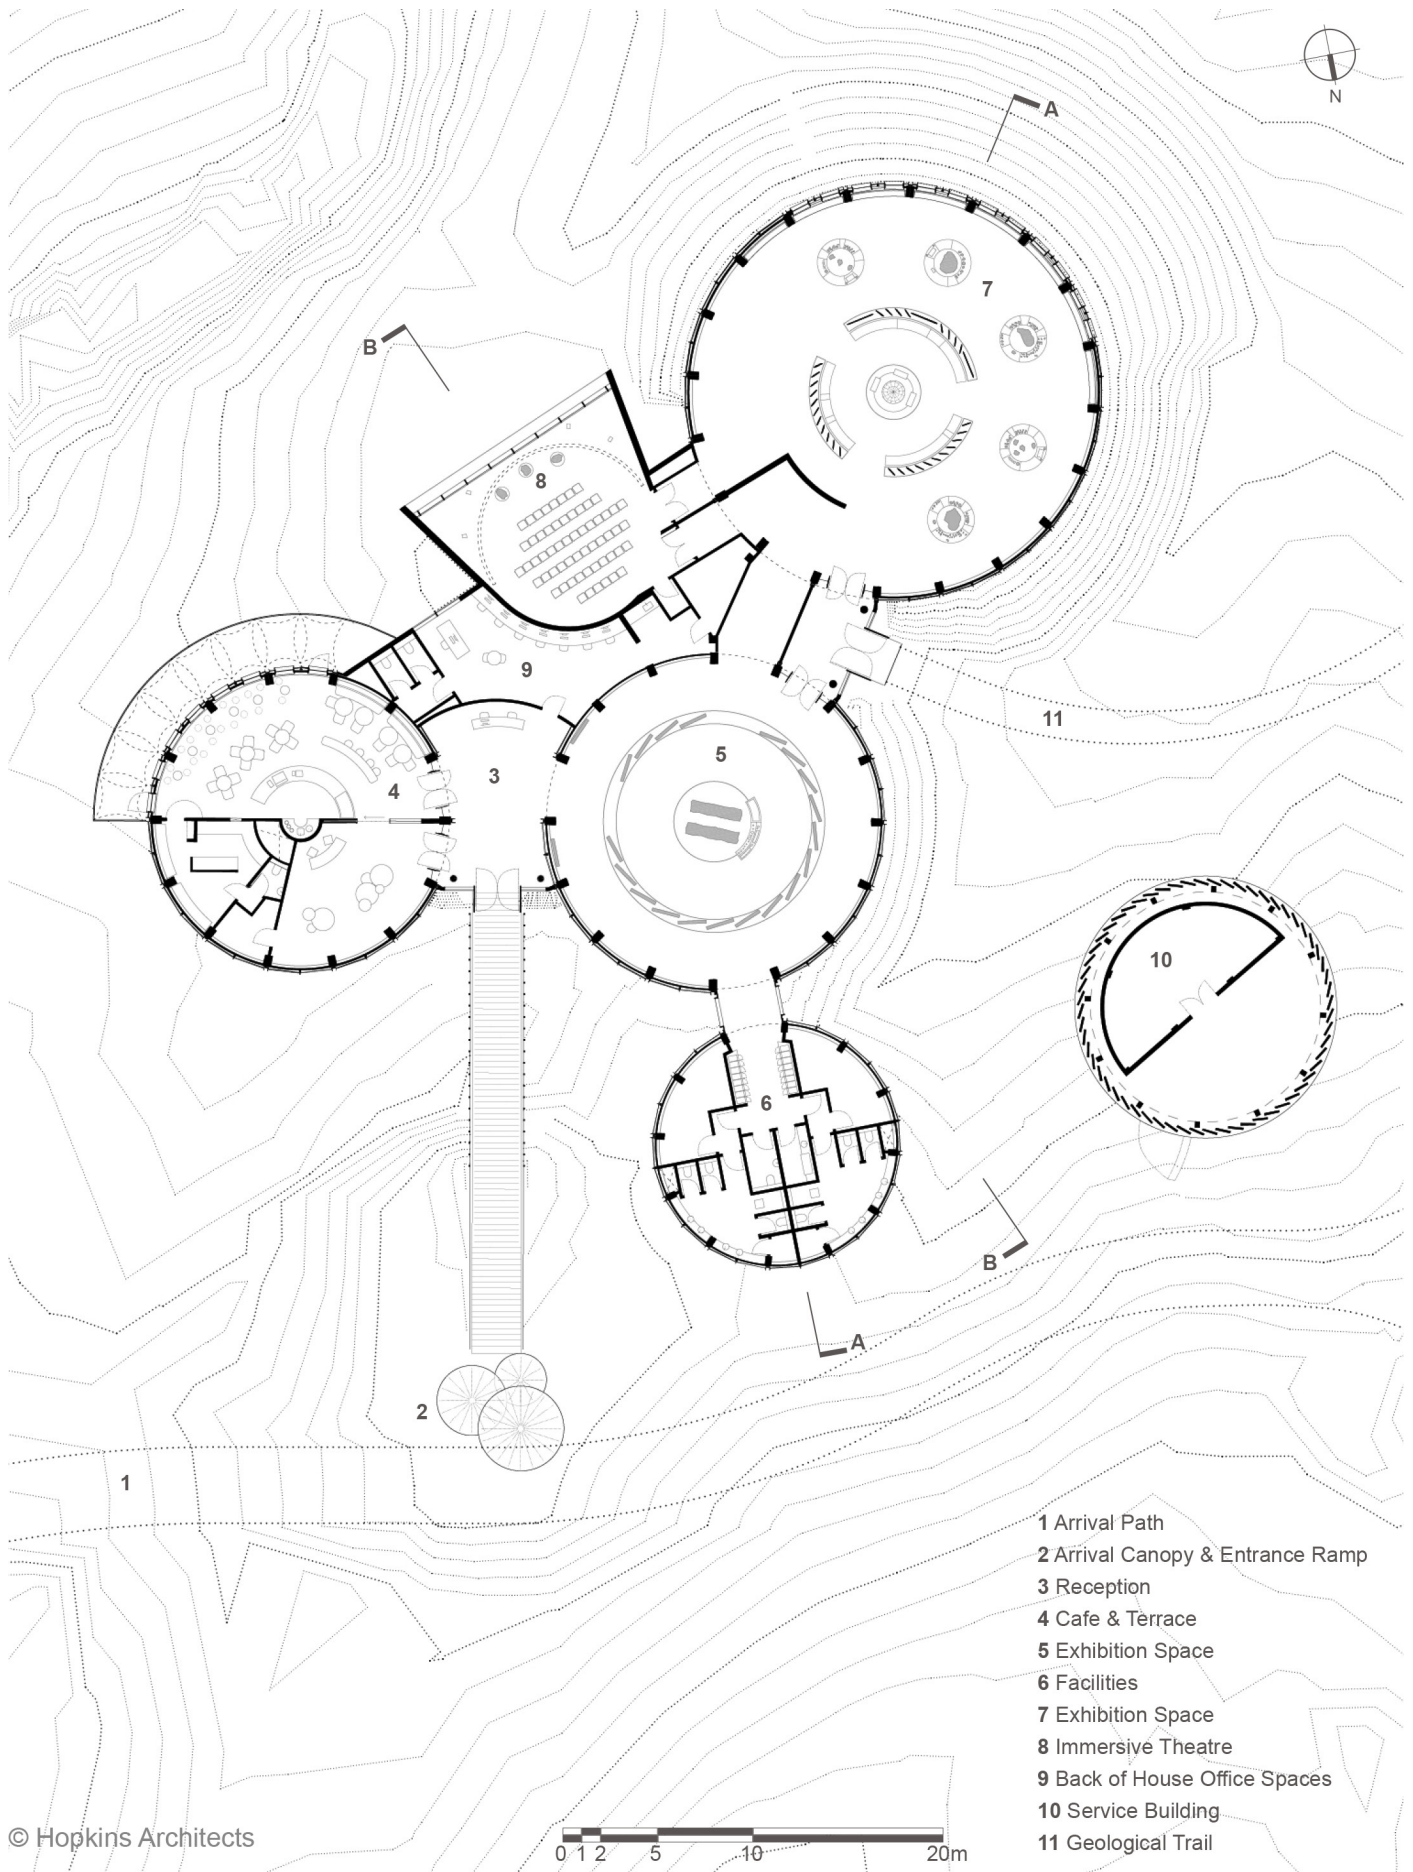 N
A
7
B
8
9
11
5
3
4
10
6
B
A
2
1
1 Arrival Path
2 Arrival Canopy & Entrance Ramp
3 Reception
4 Cafe & Terrace
5 Exhibition Space
6 Facilities
7 Exhibition Space
8 Immersive Theatre
9 Back of House Office Spaces
10 Service Building
11 Geological Trail
© Hopkins Architects
0 1 2 5 10 20m